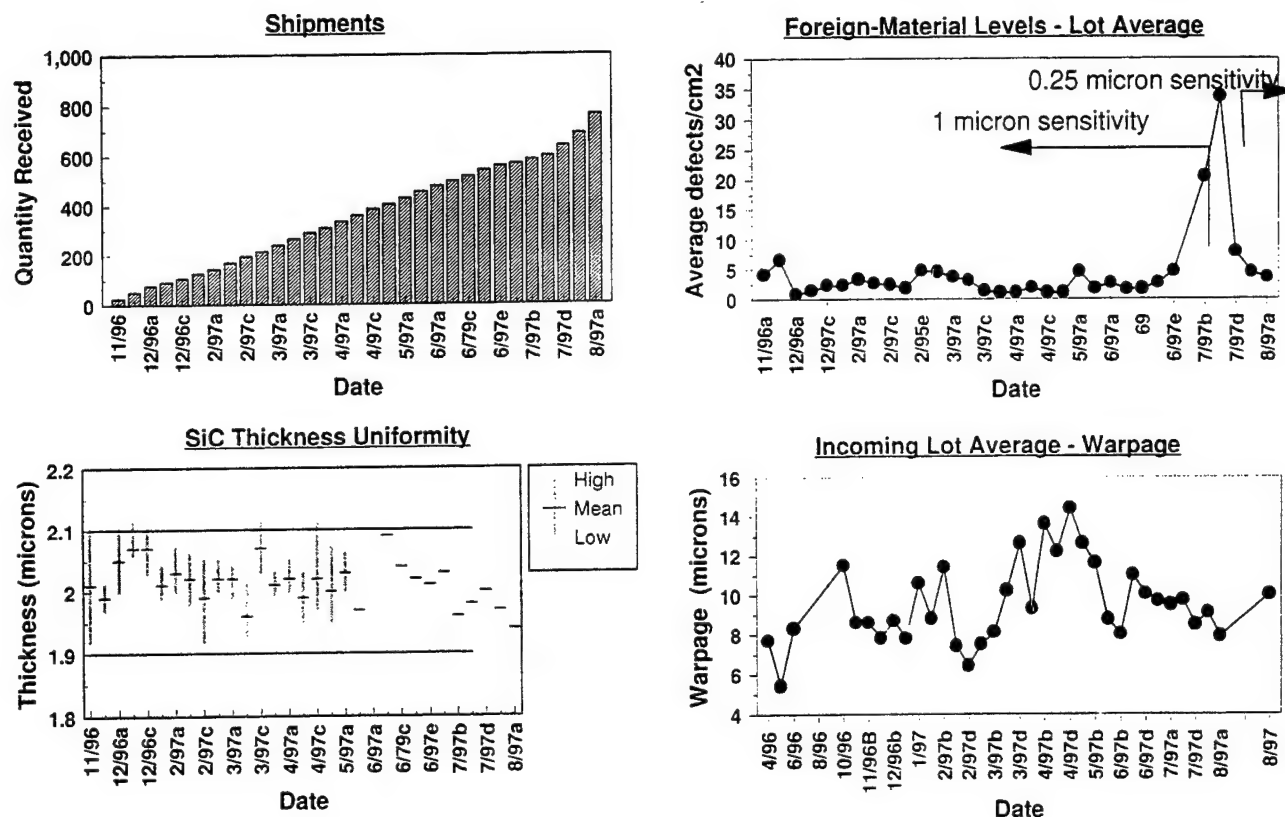 Shipments
1,000
800
600
400
200
0
Quantity Received
11/96
12/96a
12/96c
2/97a
2/97c
3/97a
3/97c
4/97a
4/97c
5/97a
6/97a
6/79c
6/97e
7/97b
7/97d
8/97a
Date
Foreign-Material Levels - Lot Average
40
35
30
25
20
15
10
5
0
Average defects/cm2
0.25 micron sensitivity
1 micron sensitivity
11/96a
12/96a
12/97c
2/97a
2/97c
2/95e
3/97a
3/97c
4/97a
4/97c
5/97a
6/97a
69
6/97e
7/97b
7/97d
8/97a
Date
SiC Thickness Uniformity
2.2
2.1
2
1.9
1.8
Thickness (microns)
High
Mean
Low
11/96
12/96a
12/96c
2/97a
2/97c
3/97a
3/97c
4/97a
4/97c
5/97a
6/97a
6/79c
6/97e
7/97b
7/97d
8/97a
Date
Incoming Lot Average - Warpage
16
14
12
10
8
6
4
Warpage (microns)
4/96
6/96
8/96
10/96
11/96B
12/96b
1/97
2/97b
2/97d
3/97b
3/97d
4/97b
4/97d
5/97b
6/97b
6/97d
7/97a
7/97d
8/97a
8/97
Date